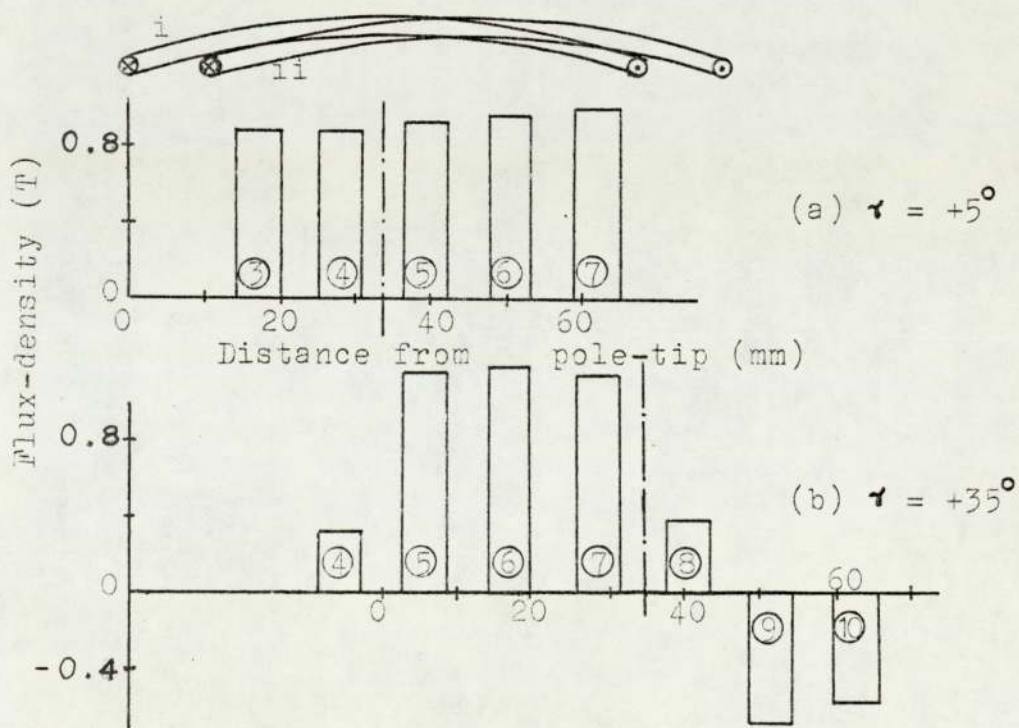 i
ii
Flux-density (T)
0.8
0
③ ④ ⑤ ⑥ ⑦
0 20 40 60
(a) γ = +5°
Distance from pole-tip (mm)
0.8
0
-0.4
④ ⑤ ⑥ ⑦ ⑧
0 20 40 60
⑨ ⑩
(b) γ = +35°